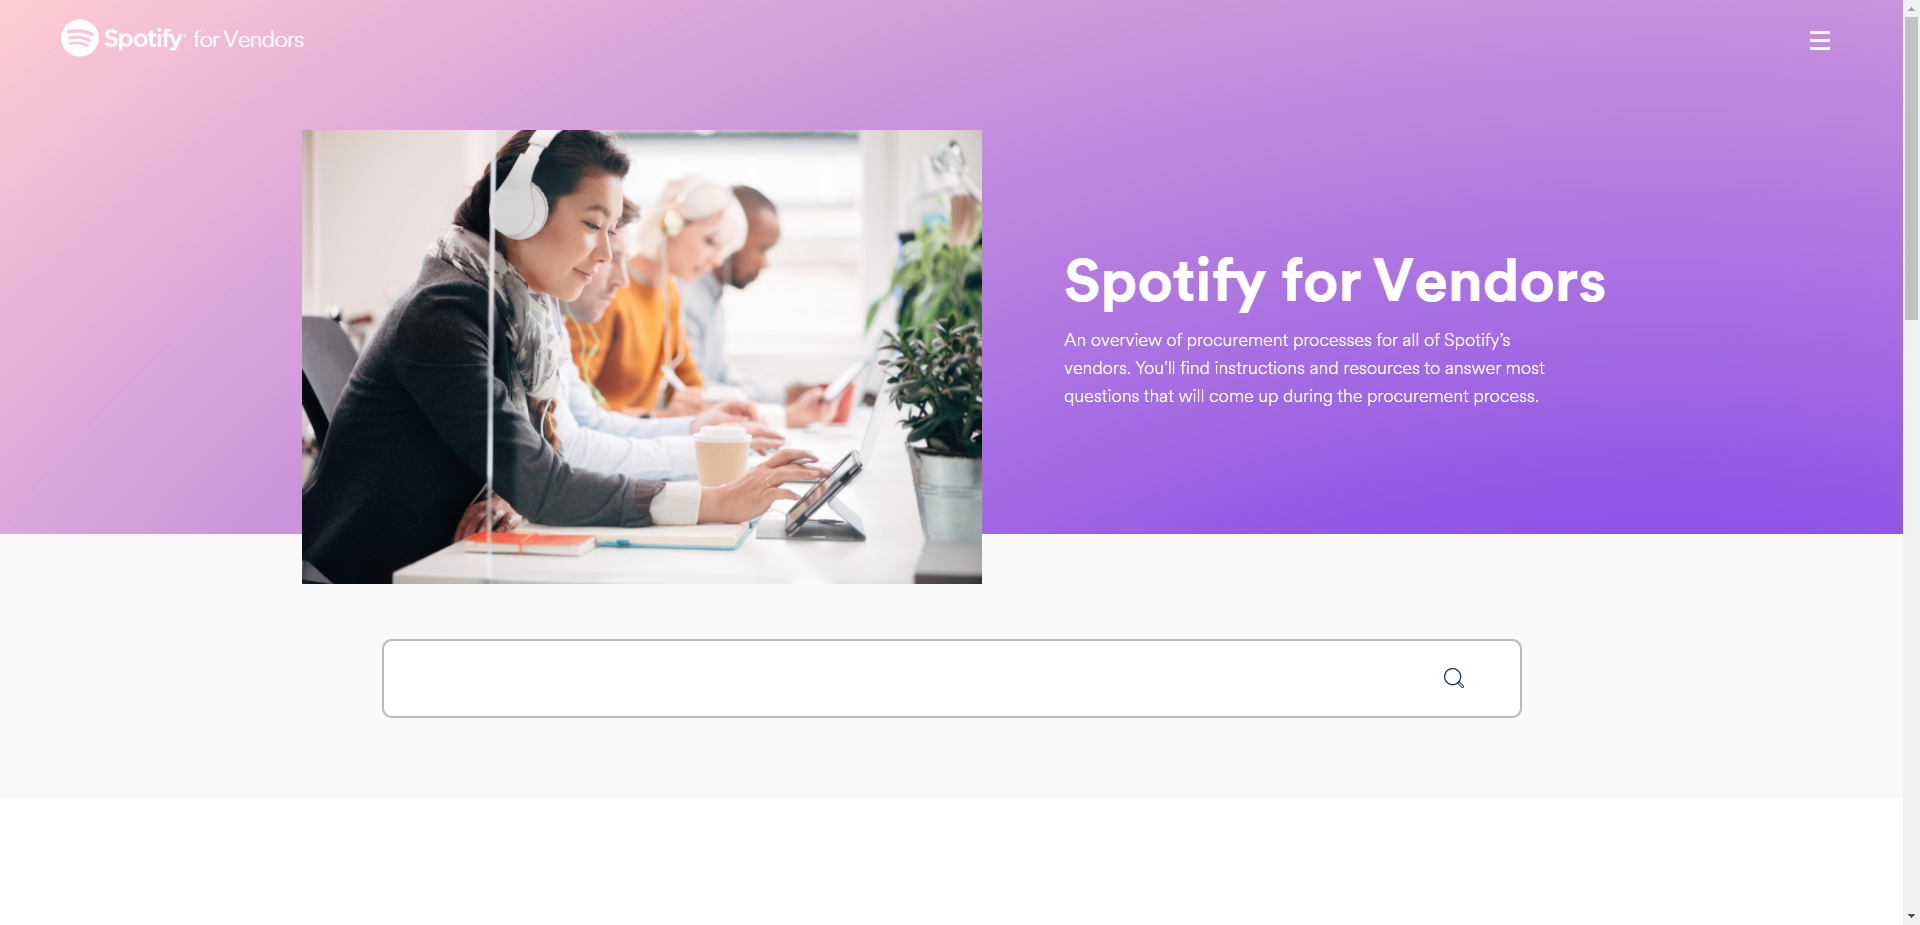 Spotify® for Vendors
Spotify for Vendors
An overview of procurement processes for all of Spotify’s
vendors. You’ll find instructions and resources to answer most
questions that will come up during the procurement process.